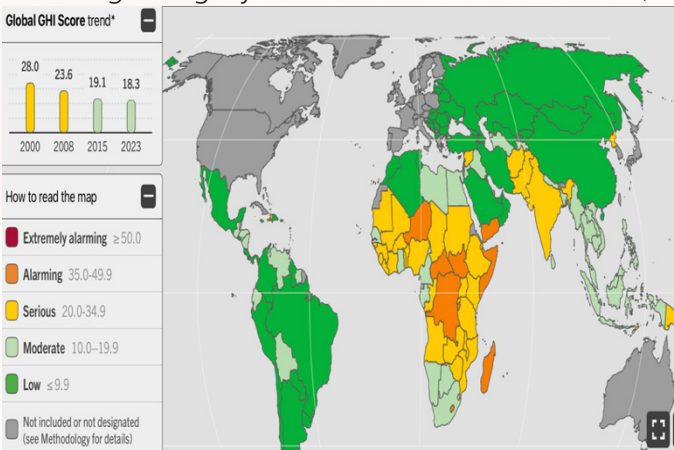 Global GHI Score trend*
28.0
23.6
19.1
18.3
2000 2008 2015 2023
How to read the map
Extremely alarming ≥50.0
Alarming 35.0-49.9
Serious 20.0-34.9
Moderate 10.0–19.9
Low ≤9.9
Not included or not designated
(see Methodology for details)